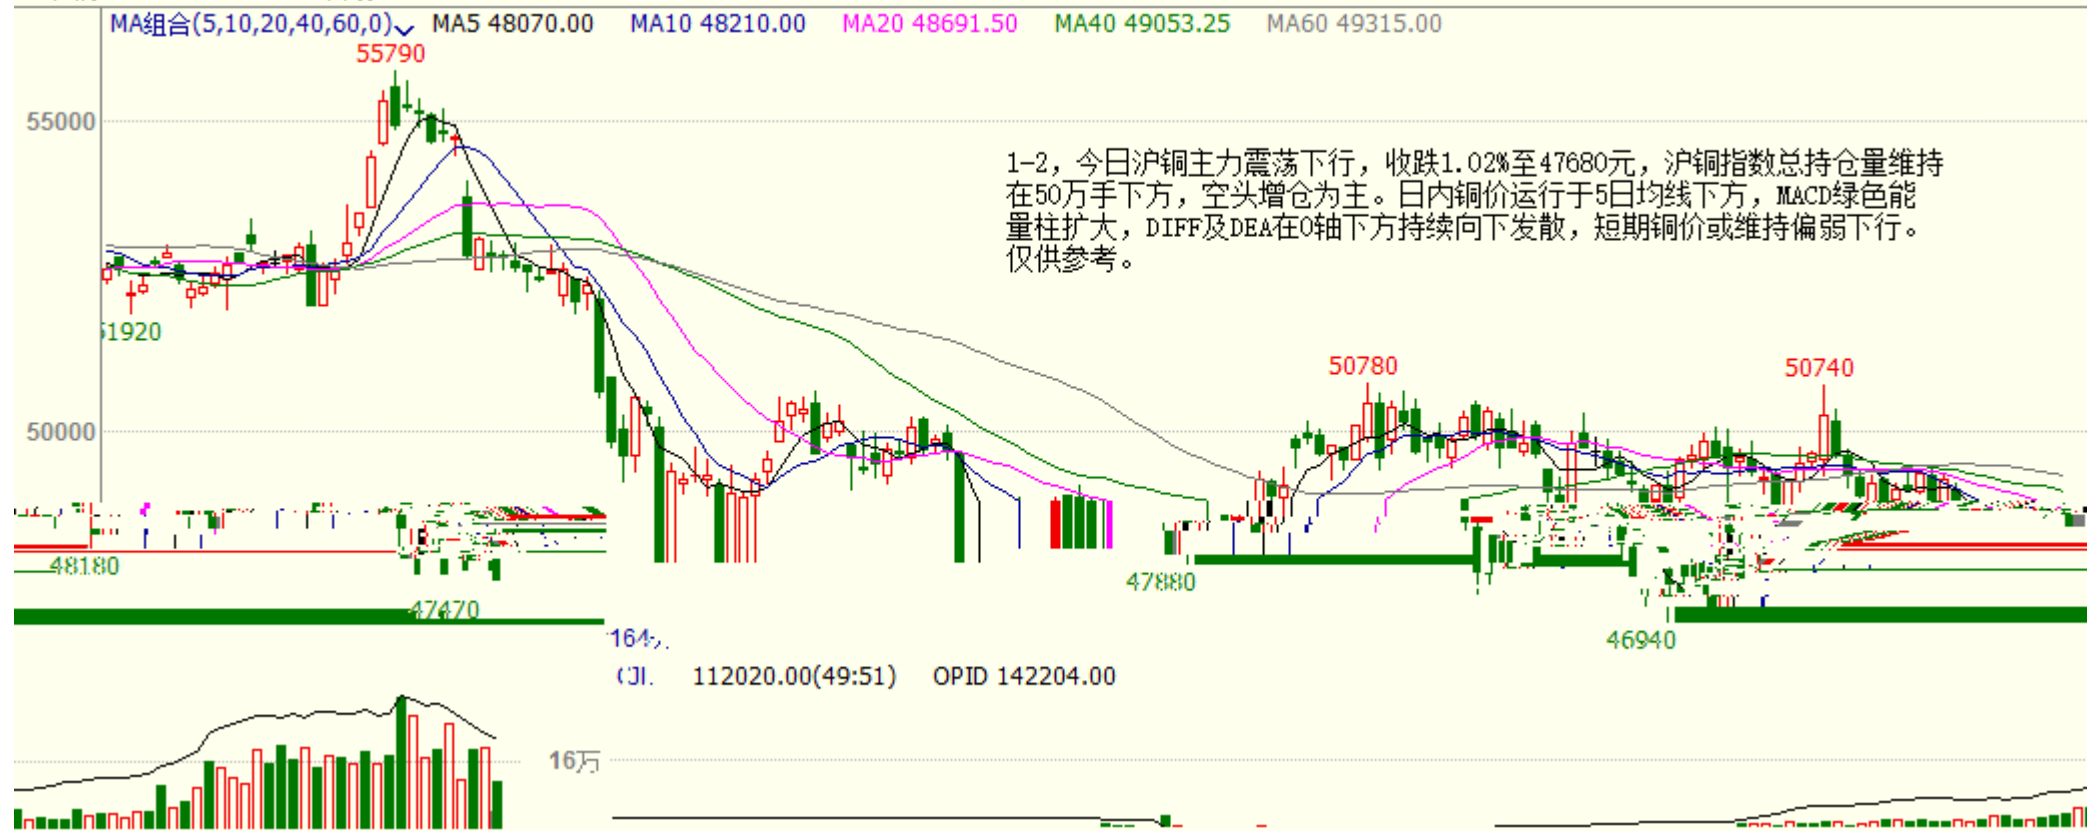 MA组合(5,10,20,40,60,0) MA5 48070.00 MA10 48210.00 MA20 48691.50 MA40 49053.25 MA60 49315.00
55790
55000
1-2，今日沪铜主力震荡下行，收跌1.02%至47680元，沪铜指数总持仓量维持
在50万手下方，空头增仓为主。日内铜价运行于5日均线下方，MACD绿色能
量柱扩大，DIFF及DEA在0轴下方持续向下发散，短期铜价或维持偏弱下行。
仅供参考。
51920
50780
50740
50000
48180
47880
47470
46940
112020.00(49:51) OPID 142204.00
16万